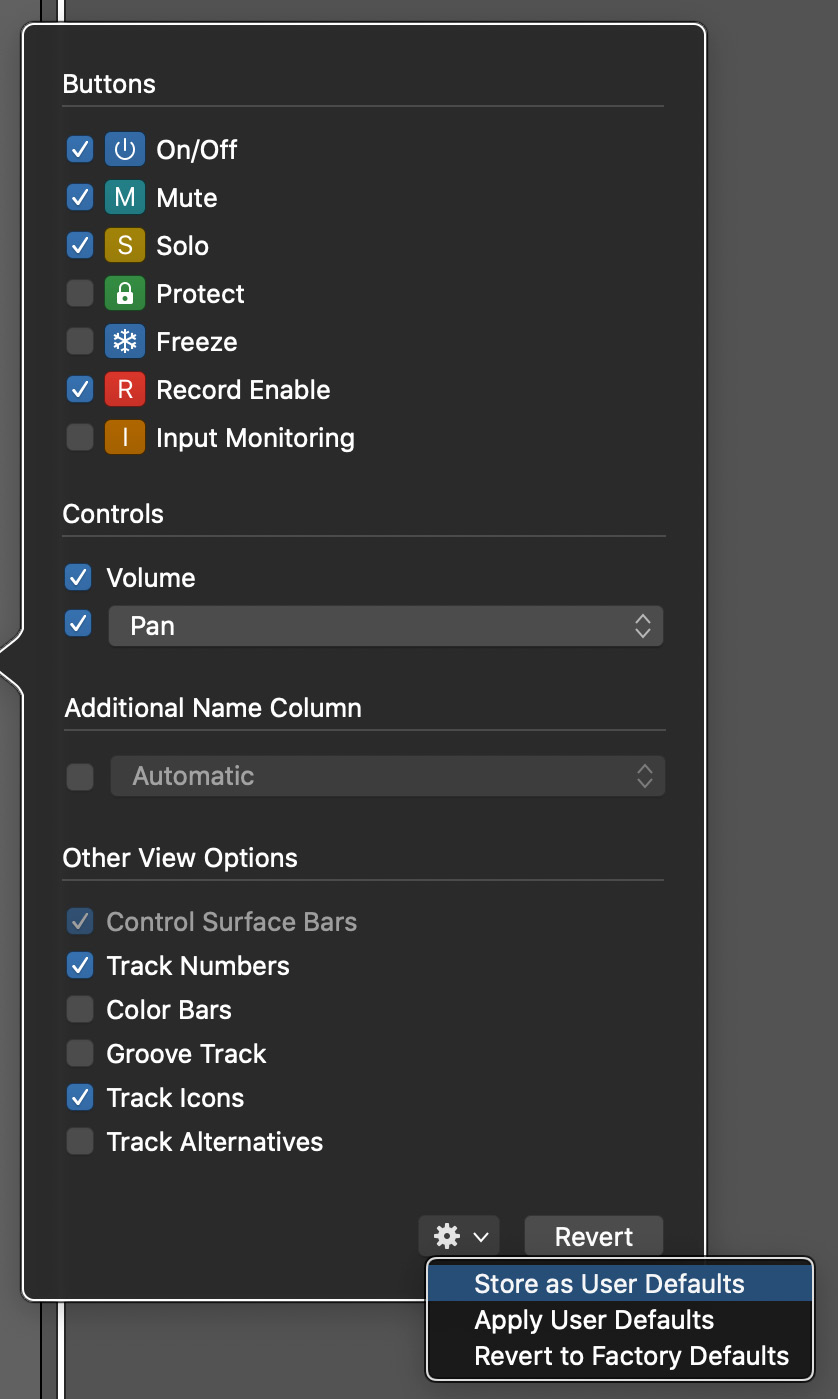 Buttons
On/Off
M Mute
S Solo
Protect
Freeze
R Record Enable
I Input Monitoring
Controls
Volume
Pan
Additional Name Column
Automatic
Other View Options
Control Surface Bars
Track Numbers
Color Bars
Groove Track
Track Icons
Track Alternatives
Revert
Store as User Defaults
Apply User Defaults
Revert to Factory Defaults